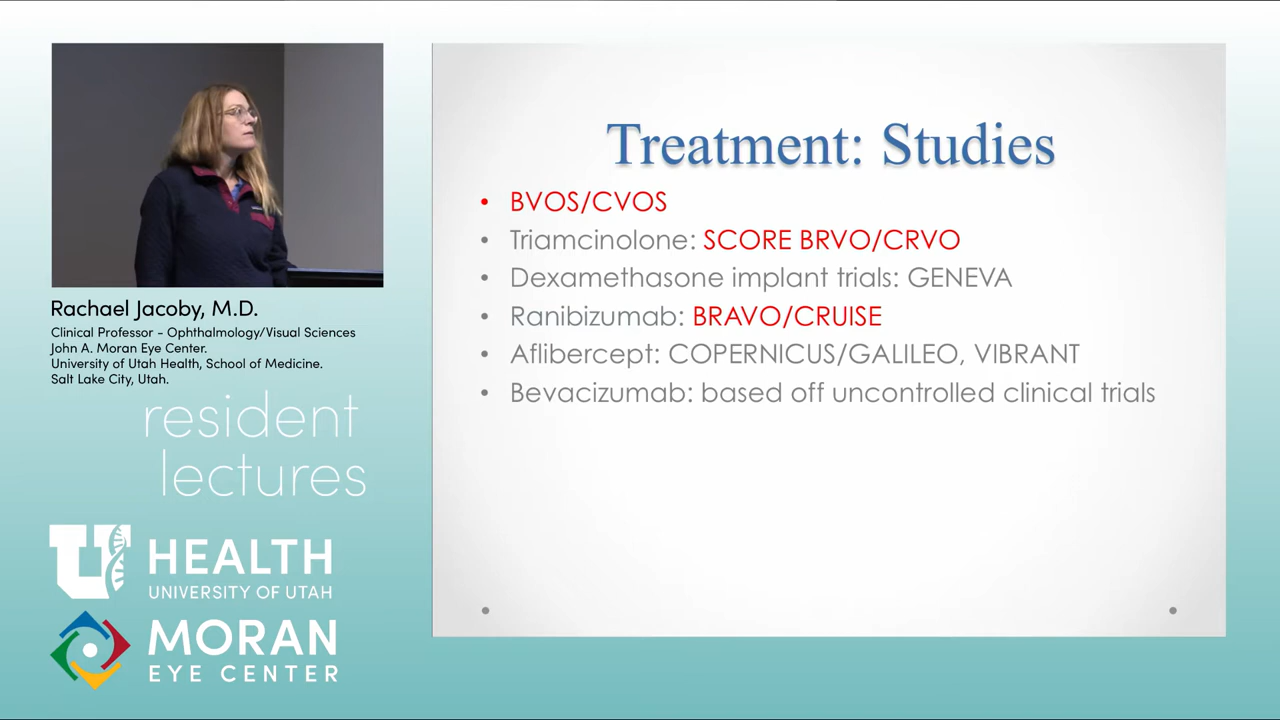 Treatment: Studies
• BVOS/CVOS
• Triamcinolone: SCORE BRVO/CRVO
• Dexamethasone implant trials: GENEVA
• Ranibizumab: BRAVO/CRUISE
• Aflibercept: COPERNICUS/GALILEO, VIBRANT
• Bevacizumab: based off uncontrolled clinical trials
Rachael Jacoby, M.D.
Clinical Professor - Ophthalmology/Visual Sciences
John A. Moran Eye Center.
University of Utah Health, School of Medicine.
Salt Lake City, Utah.
resident
lectures
U HEALTH
UNIVERSITY OF UTAH
MORAN
EYE CENTER